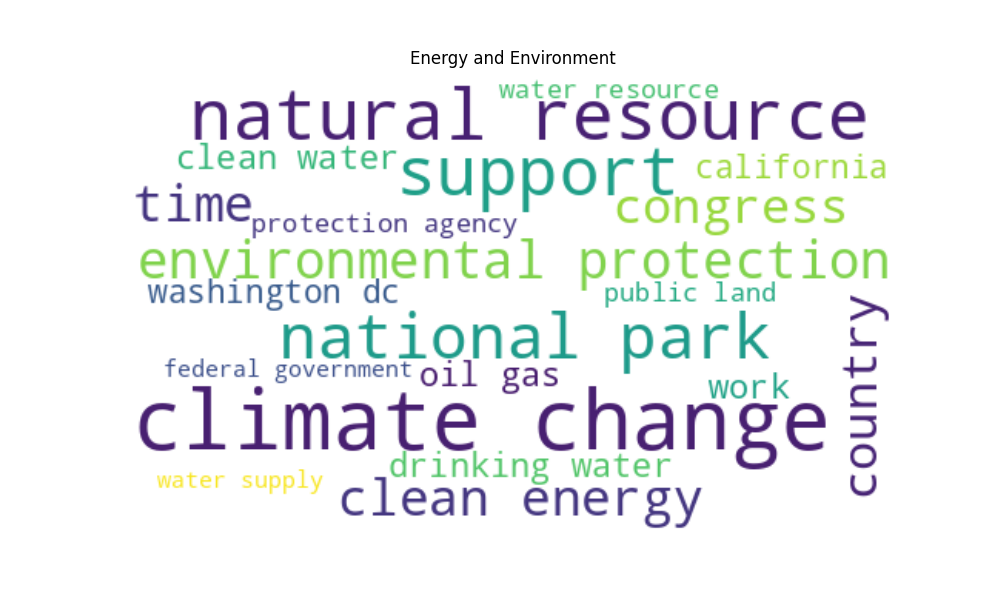 Energy and Environment
water resource
natural resource
clean water
support
california
time
congress
protection agency
environmental protection
washington dc
public land
country
national park
federal government
oil gas
work
climate change
drinking water
water supply
clean energy